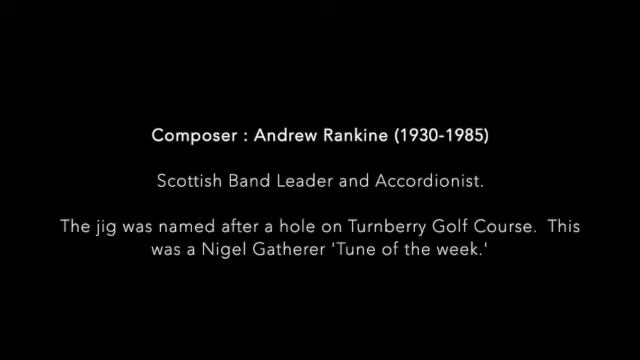 Composer : Andrew Rankine (1930-1985)
Scottish Band Leader and Accordionist.
The jig was named after a hole on Turnberry Golf Course.  This
was a Nigel Gatherer 'Tune of the week.'